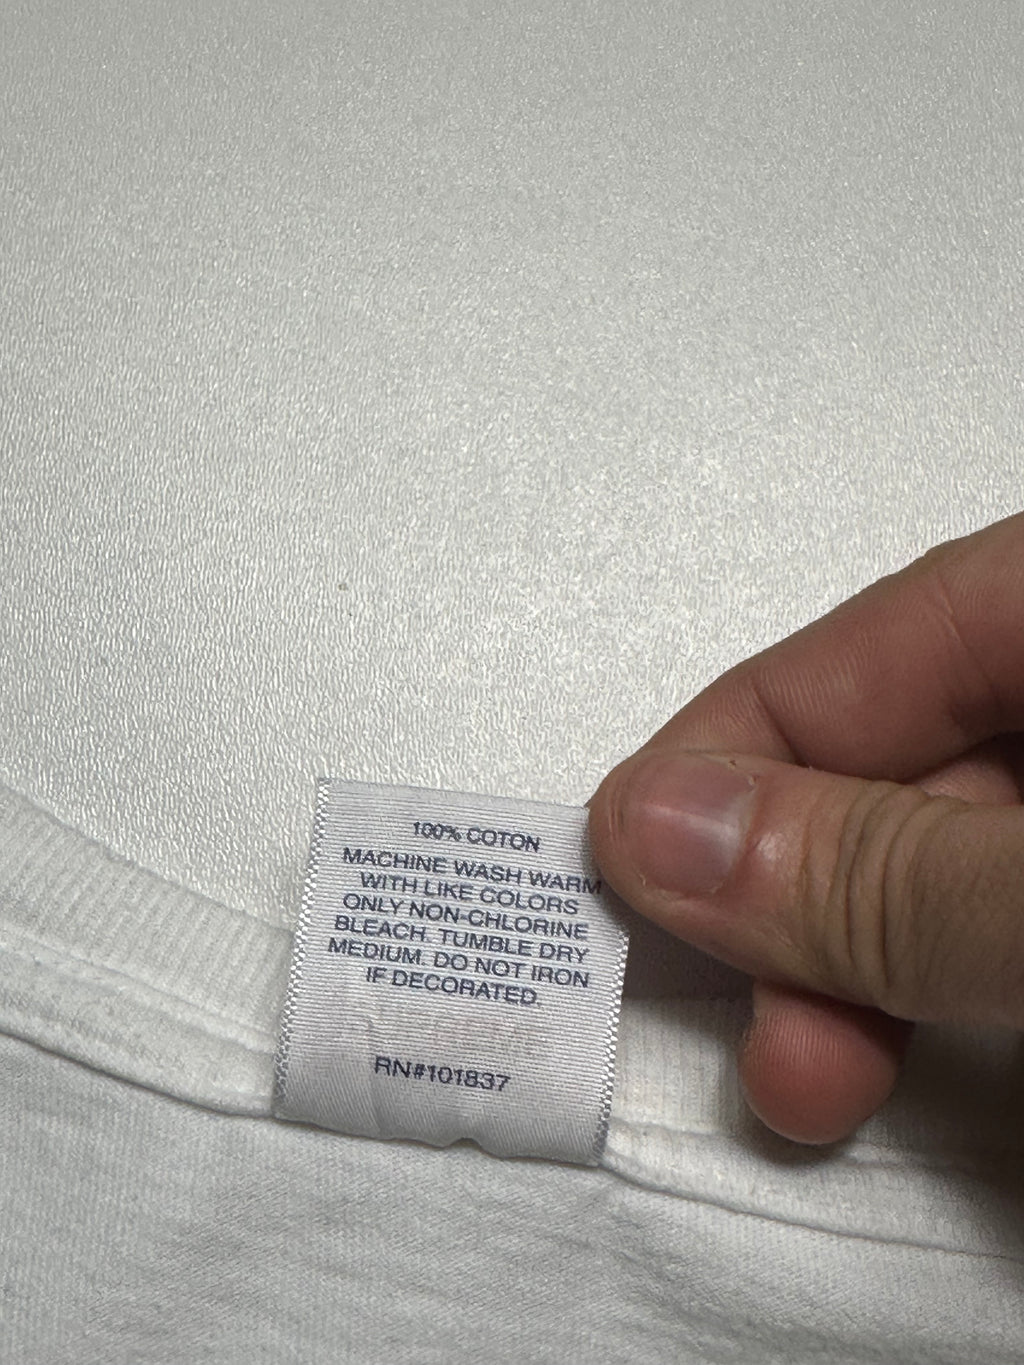 100% COTON
MACHINE WASH WARM
WITH LIKE COLORS
ONLY NON-CHLORINE
BLEACH. TUMBLE DRY
MEDIUM. DO NOT IRON
IF DECORATED.
RN#101837